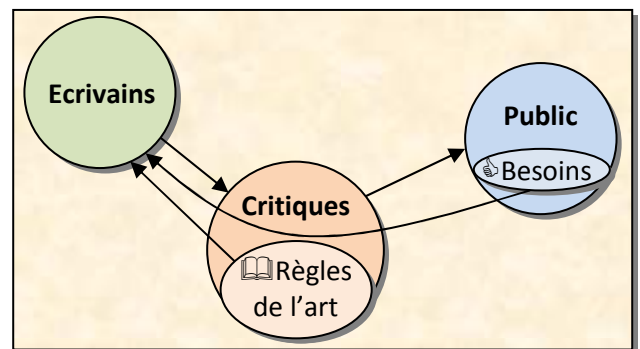 Ecrivains
Public
Besoins
Critiques
Règles
de l’art